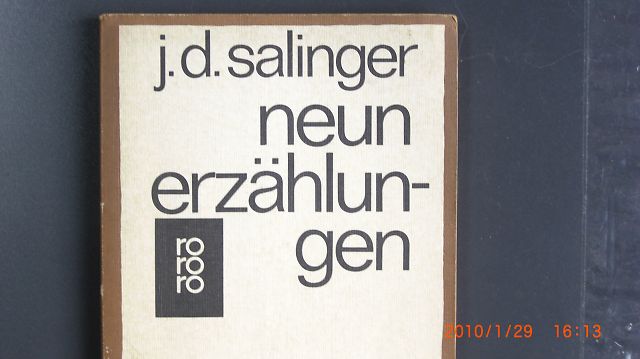 j.d.salinger
neun
erzählun-
gen
ro
ro
ro
2010/1/29 16:13